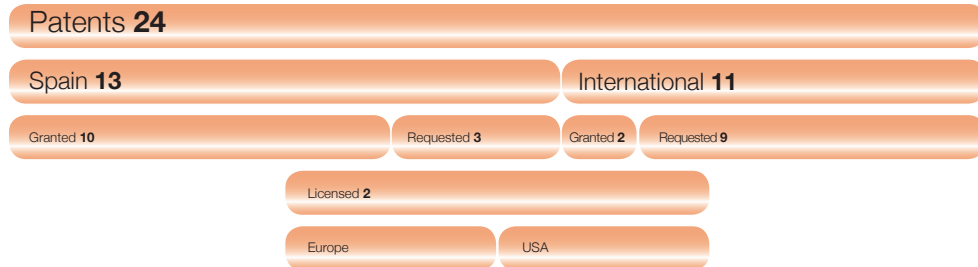 Patents 24
Spain 13 International 11
Granted 10 Requested 3 Granted 2 Requested 9
Licensed 2
Europe USA